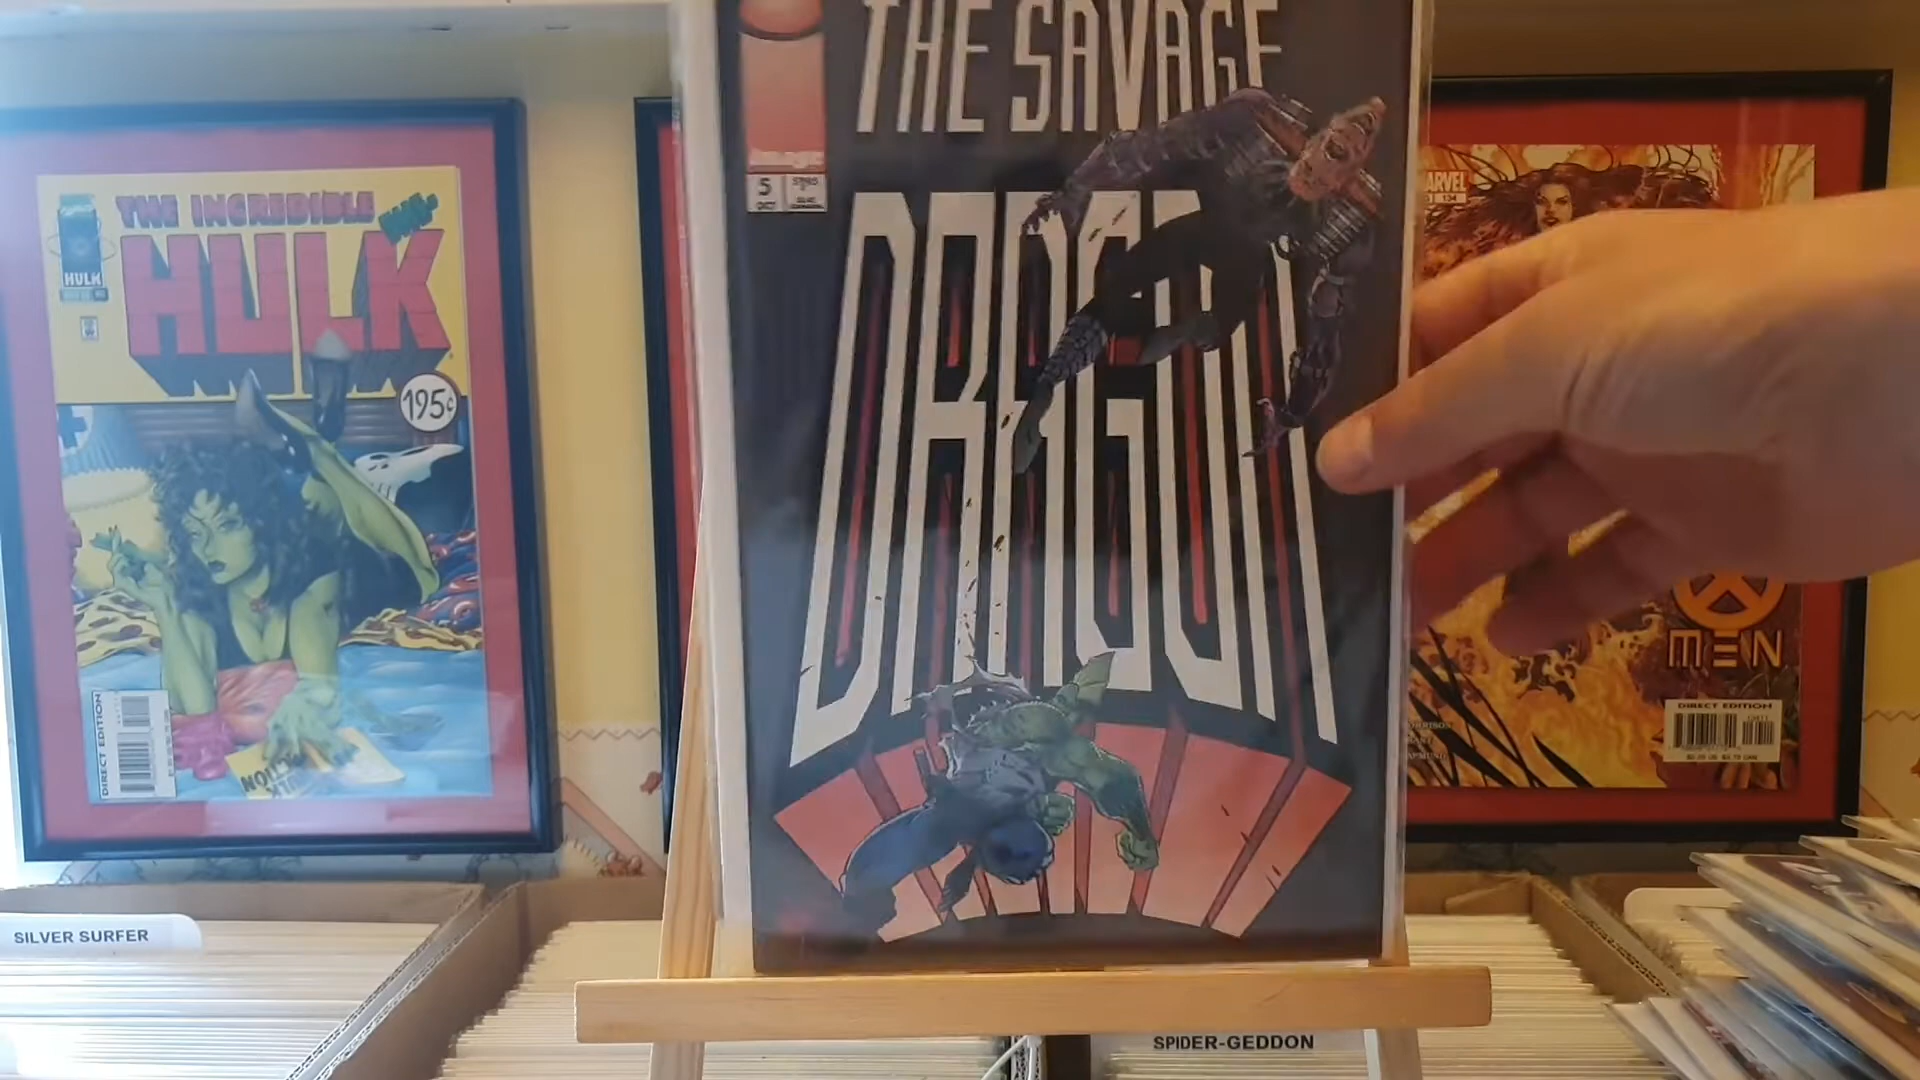 THE SAVAGE
DRAGON
5
OCT
THE INCREDIBLE
HULK
HULK
195¢
DIRECT EDITION
MARVEL
134
MEN
DIRECT EDITION
SILVER SURFER
SPIDER-GEDDON